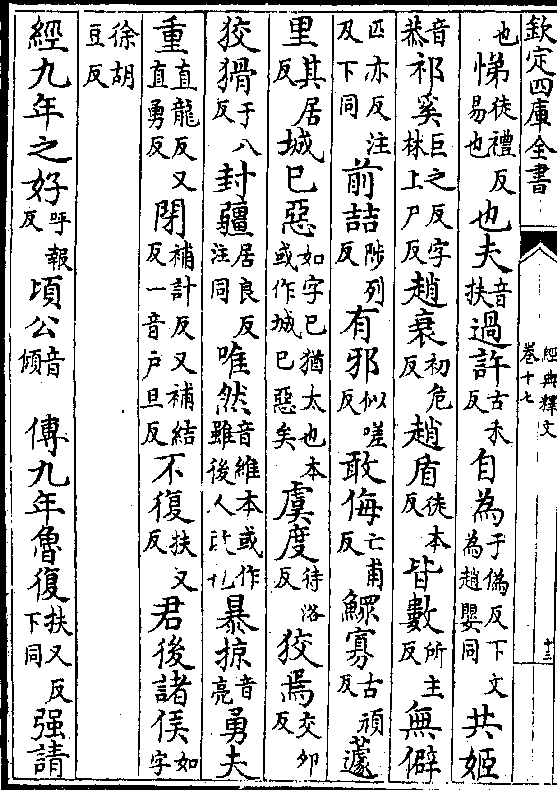 欽定四庫全書
經典釋文
卷十七
十三
也悌徒禮反易也也夫音扶過許古禾反自為于偽反下文為趙嬰同共姬
音恭祁奚巨之反字林上尸反趙衰初危反趙盾徒本反皆數所主反無僻
匹亦反注及下同前詰陟列反有邪似嗟反敢侮亡甫反鰥寡古頑反蘧
里其居反城已惡如字已猶太也本或作城已惡矣虞度待洛反狡焉交卯反
狡猾于八反封疆居良反注同唯然音維本或作雖後人改也暴掠音亮勇夫
重直龍反又直勇反閉補計反又補結反一音戶旦反不復扶又反君後諸侯如字
徐胡豆反
經九年之好呼報反頃公音傾傳九年魯復扶又反下同强請